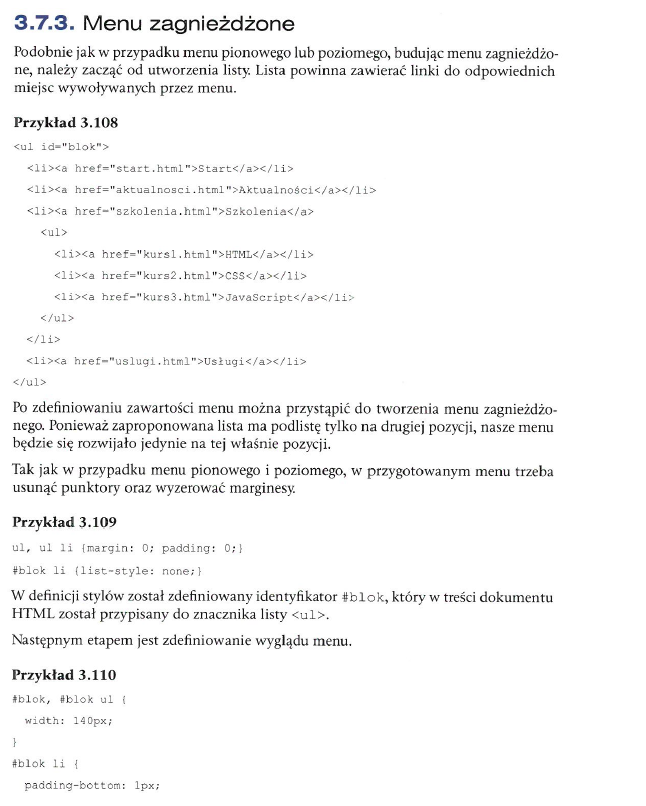 3.7.3. Menu zagnieżdżone
Podobnie jak w przypadku menu pionowego lub poziomego, budując menu zagnieżdżo-
ne, należy zacząć od utworzenia listy. Lista powinna zawierać linki do odpowiednich
miejsc wywoływanych przez menu.
Przykład 3.108
<ul id="blok">
<li><a href="start.html">Start</a></li>
<li><a href="aktualnosci.html">Aktualności</a></li>
<li><a href="szkolenia.html">Szkolenia</a>
<ul>
<li><a href="kurs1.html">HTML</a></li>
<li><a href="kurs2.html">CSS</a></li>
<li><a href="kurs3.html">JavaScript</a></li>
</ul>
</li>
<li><a href="uslugi.html">Usługi</a></li>
</ul>
Po zdefiniowaniu zawartości menu można przystąpić do tworzenia menu zagnieżdżo-
nego. Ponieważ zaproponowana lista ma podlistę tylko na drugiej pozycji, nasze menu
będzie się rozwijało jedynie na tej właśnie pozycji.
Tak jak w przypadku menu pionowego i poziomego, w przygotowanym menu trzeba
usunąć punktory oraz wyzerować marginesy.
Przykład 3.109
ul, ul li {margin: 0; padding: 0;}
#blok li {list-style: none;}
W definicji stylów został zdefiniowany identyfikator #blok, który w treści dokumentu
HTML został przypisany do znacznika listy <ul>.
Następnym etapem jest zdefiniowanie wyglądu menu.
Przykład 3.110
#blok, #blok ul {
width: 140px;
}
#blok li {
padding-bottom: 1px;